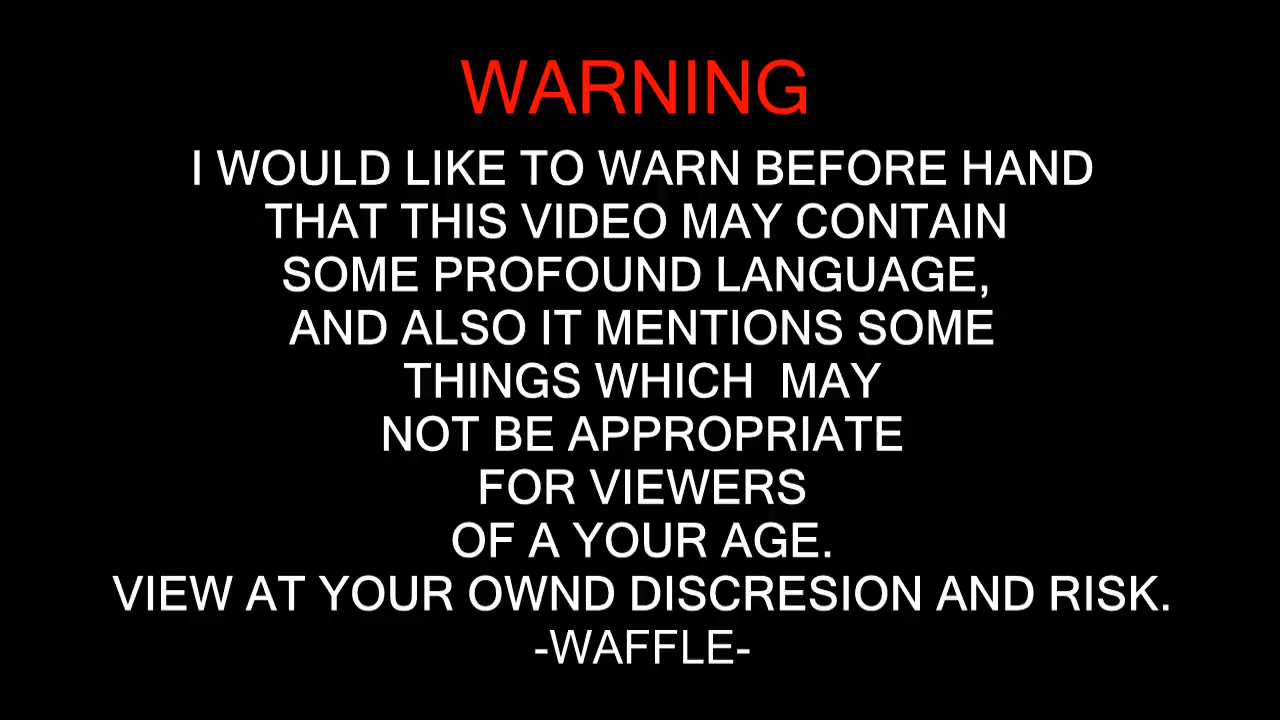 WARNING
I WOULD LIKE TO WARN BEFORE HAND
THAT THIS VIDEO MAY CONTAIN
SOME PROFOUND LANGUAGE,
AND ALSO IT MENTIONS SOME
THINGS WHICH  MAY
NOT BE APPROPRIATE
FOR VIEWERS
OF A YOUR AGE.
VIEW AT YOUR OWND DISCRESION AND RISK.
-WAFFLE-